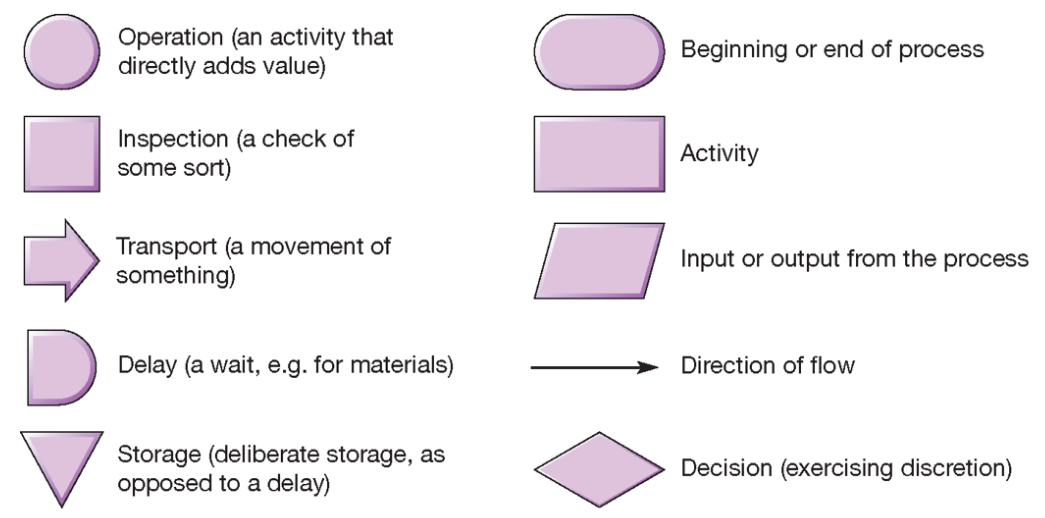 Operation (an activity that
directly adds value)
Inspection (a check of
some sort)
Transport (a movement of
something)
Delay (a wait, e.g. for materials)
Storage (deliberate storage, as
opposed to a delay)
Beginning or end of process
Activity
Input or output from the process
Direction of flow
Decision (exercising discretion)